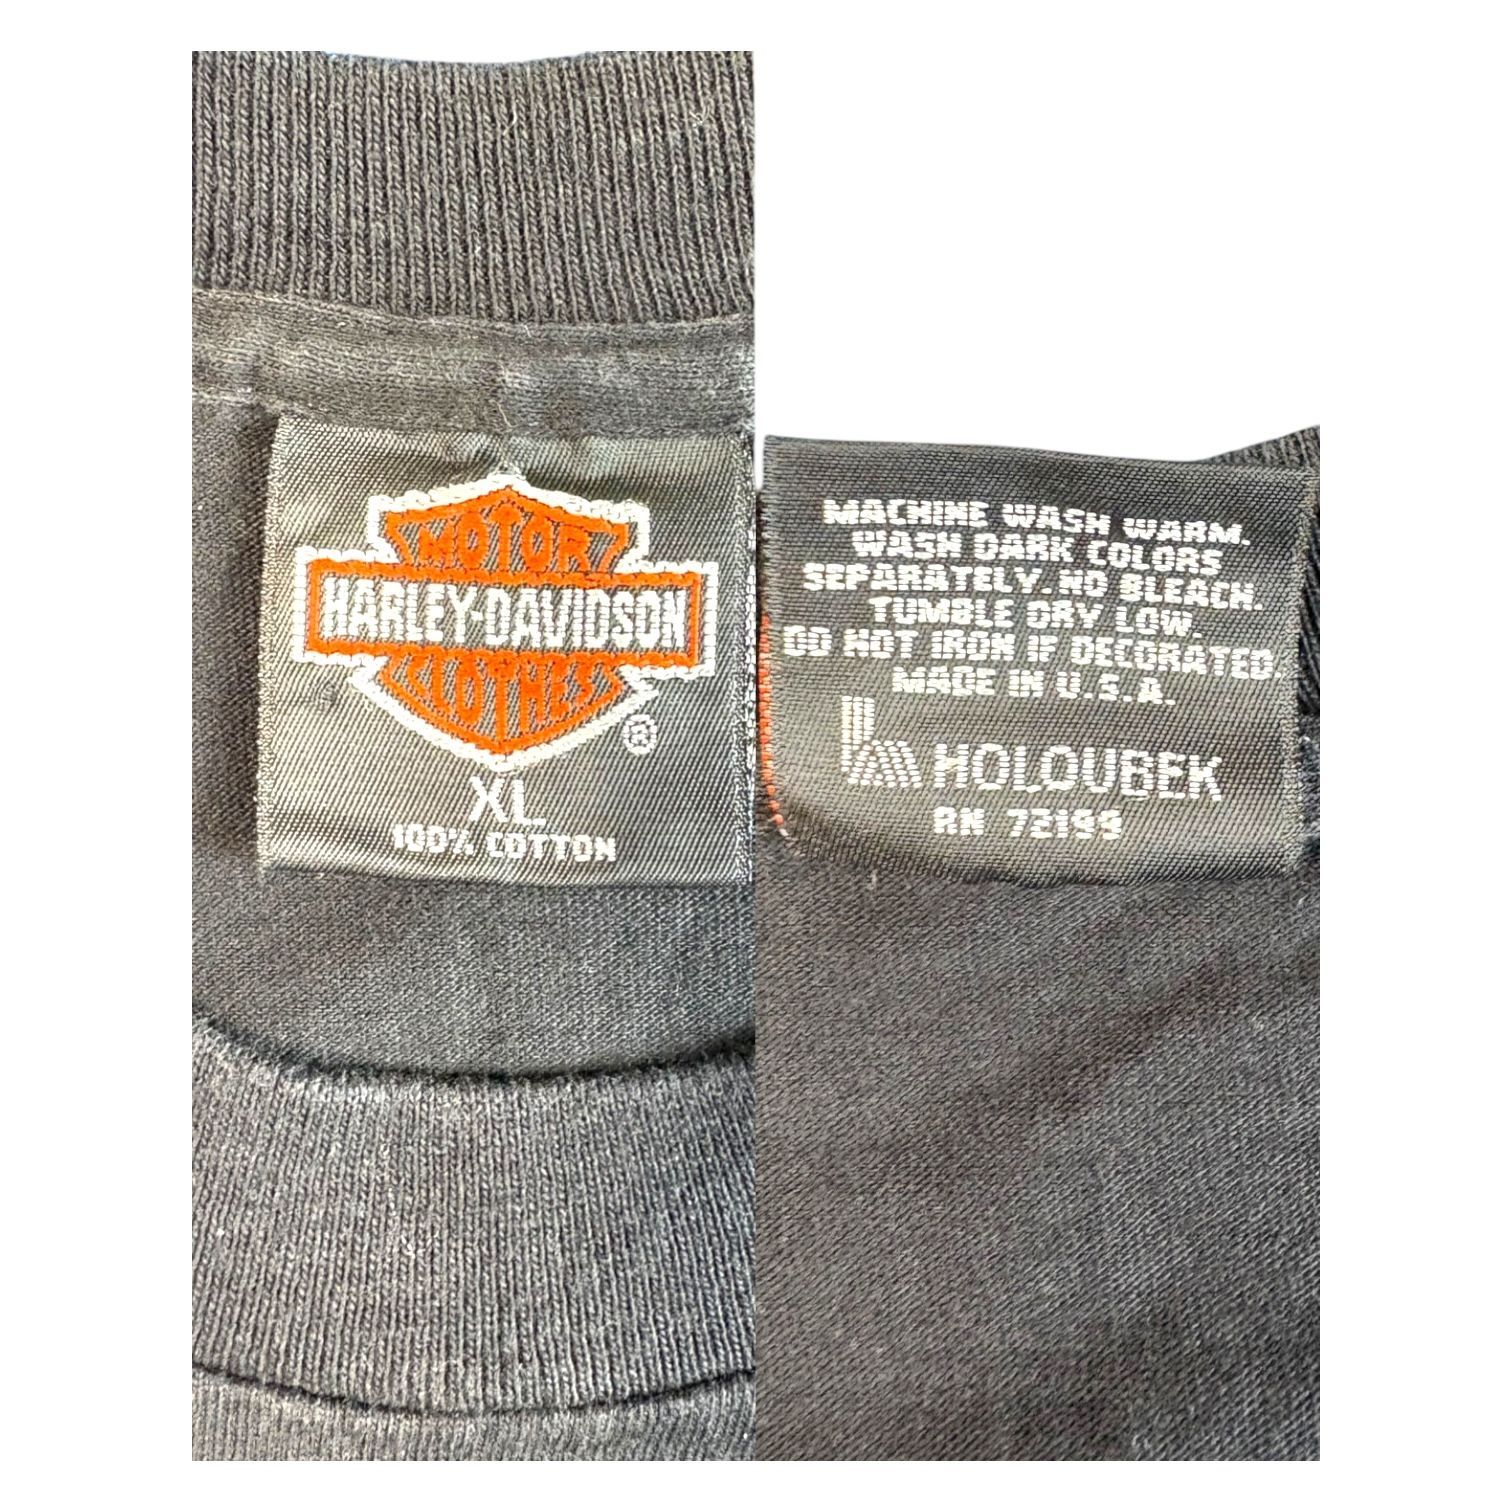 MOTOR
HARLEY-DAVIDSON
CLOTHES
®
XL
100% COTTON
MACHINE WASH WARM.
WASH DARK COLORS
SEPARATELY. NO BLEACH.
TUMBLE DRY LOW.
DO NOT IRON IF DECORATED.
MADE IN U.S.A.
HOLOUBEK
RN 72199